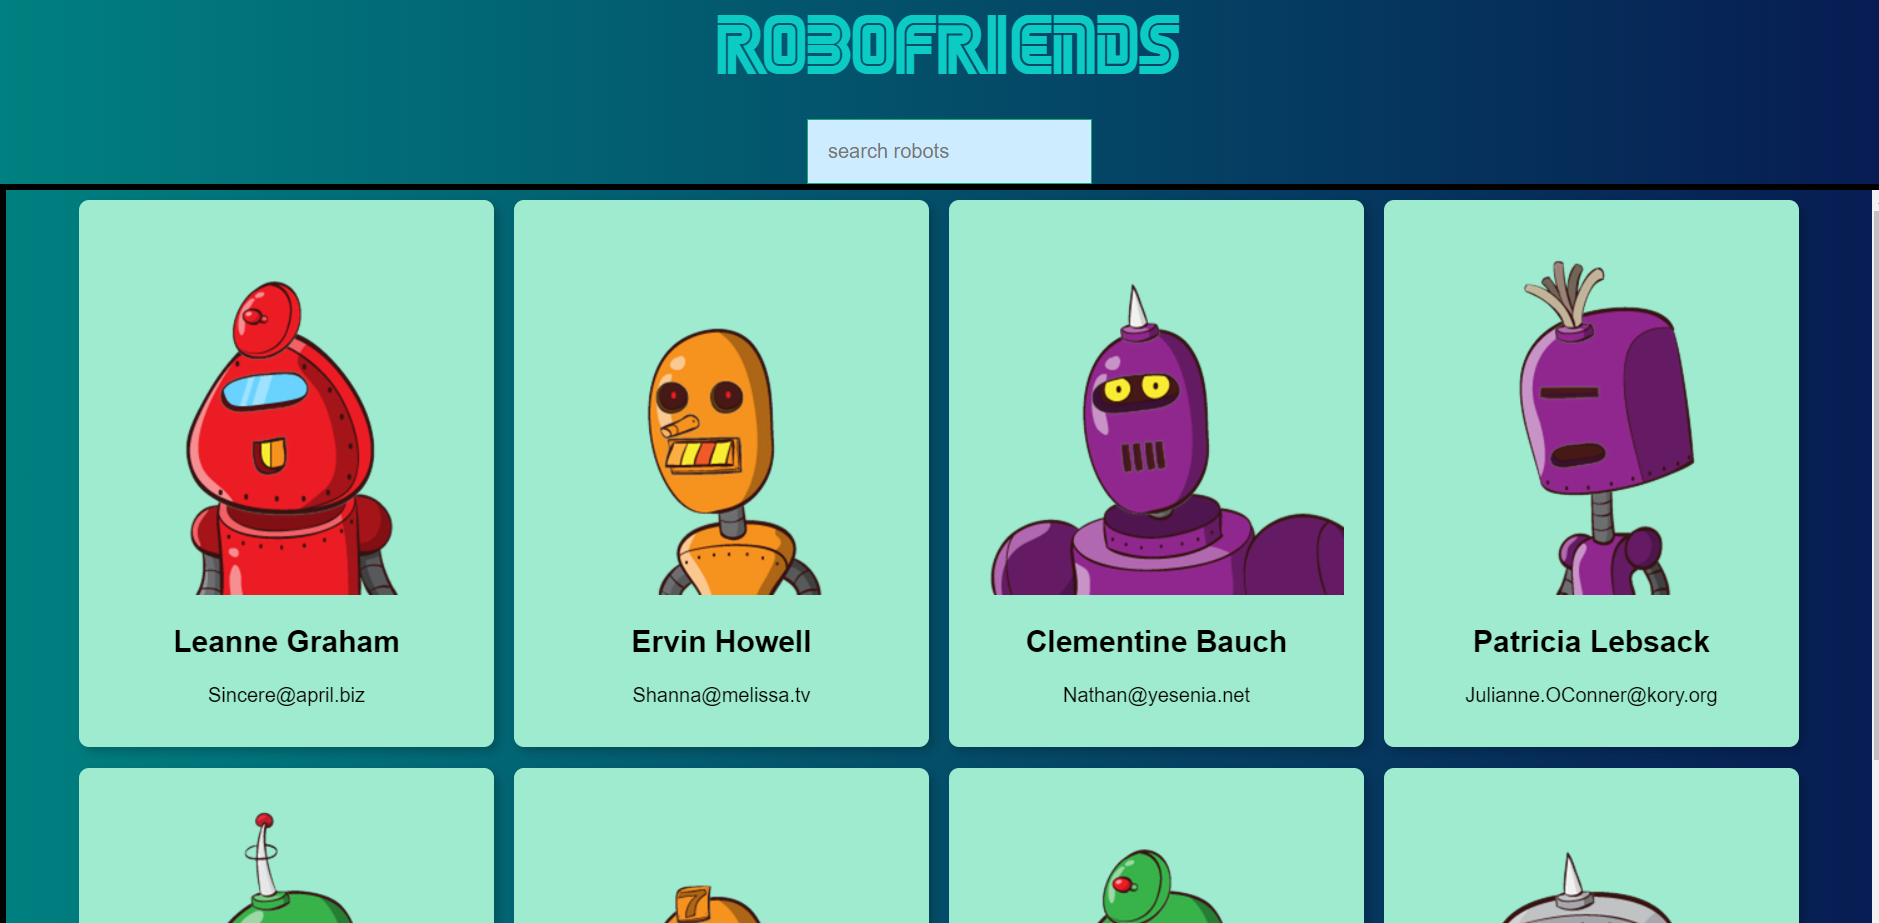 ROBOFRIENDS
search robots
Leanne Graham
Ervin Howell
Clementine Bauch
Patricia Lebsack
Sincere@april.biz
Shanna@melissa.tv
Nathan@yesenia.net
Julianne.OConner@kory.org
7